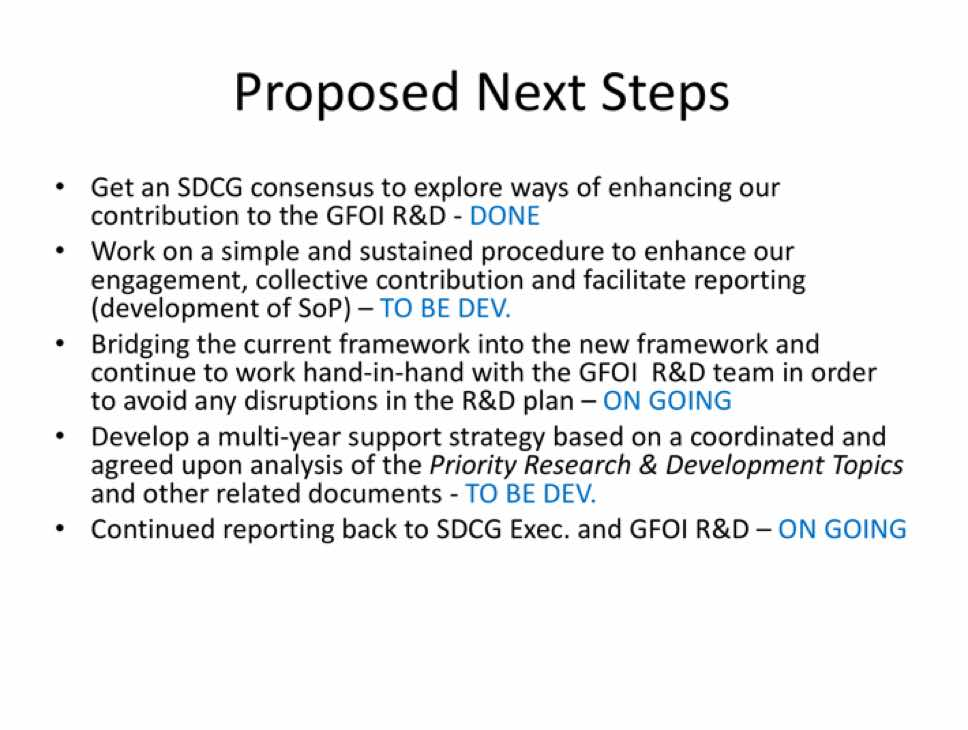 Proposed Next Steps
• Get an SDCG consensus to explore ways of enhancing our
contribution to the GFOI R&D - DONE
• Work on a simple and sustained procedure to enhance our
engagement, collective contribution and facilitate reporting
(development of SoP) – TO BE DEV.
• Bridging the current framework into the new framework and
continue to work hand-in-hand with the GFOI  R&D team in order
to avoid any disruptions in the R&D plan – ON GOING
• Develop a multi-year support strategy based on a coordinated and
agreed upon analysis of the Priority Research & Development Topics
and other related documents - TO BE DEV.
• Continued reporting back to SDCG Exec. and GFOI R&D – ON GOING